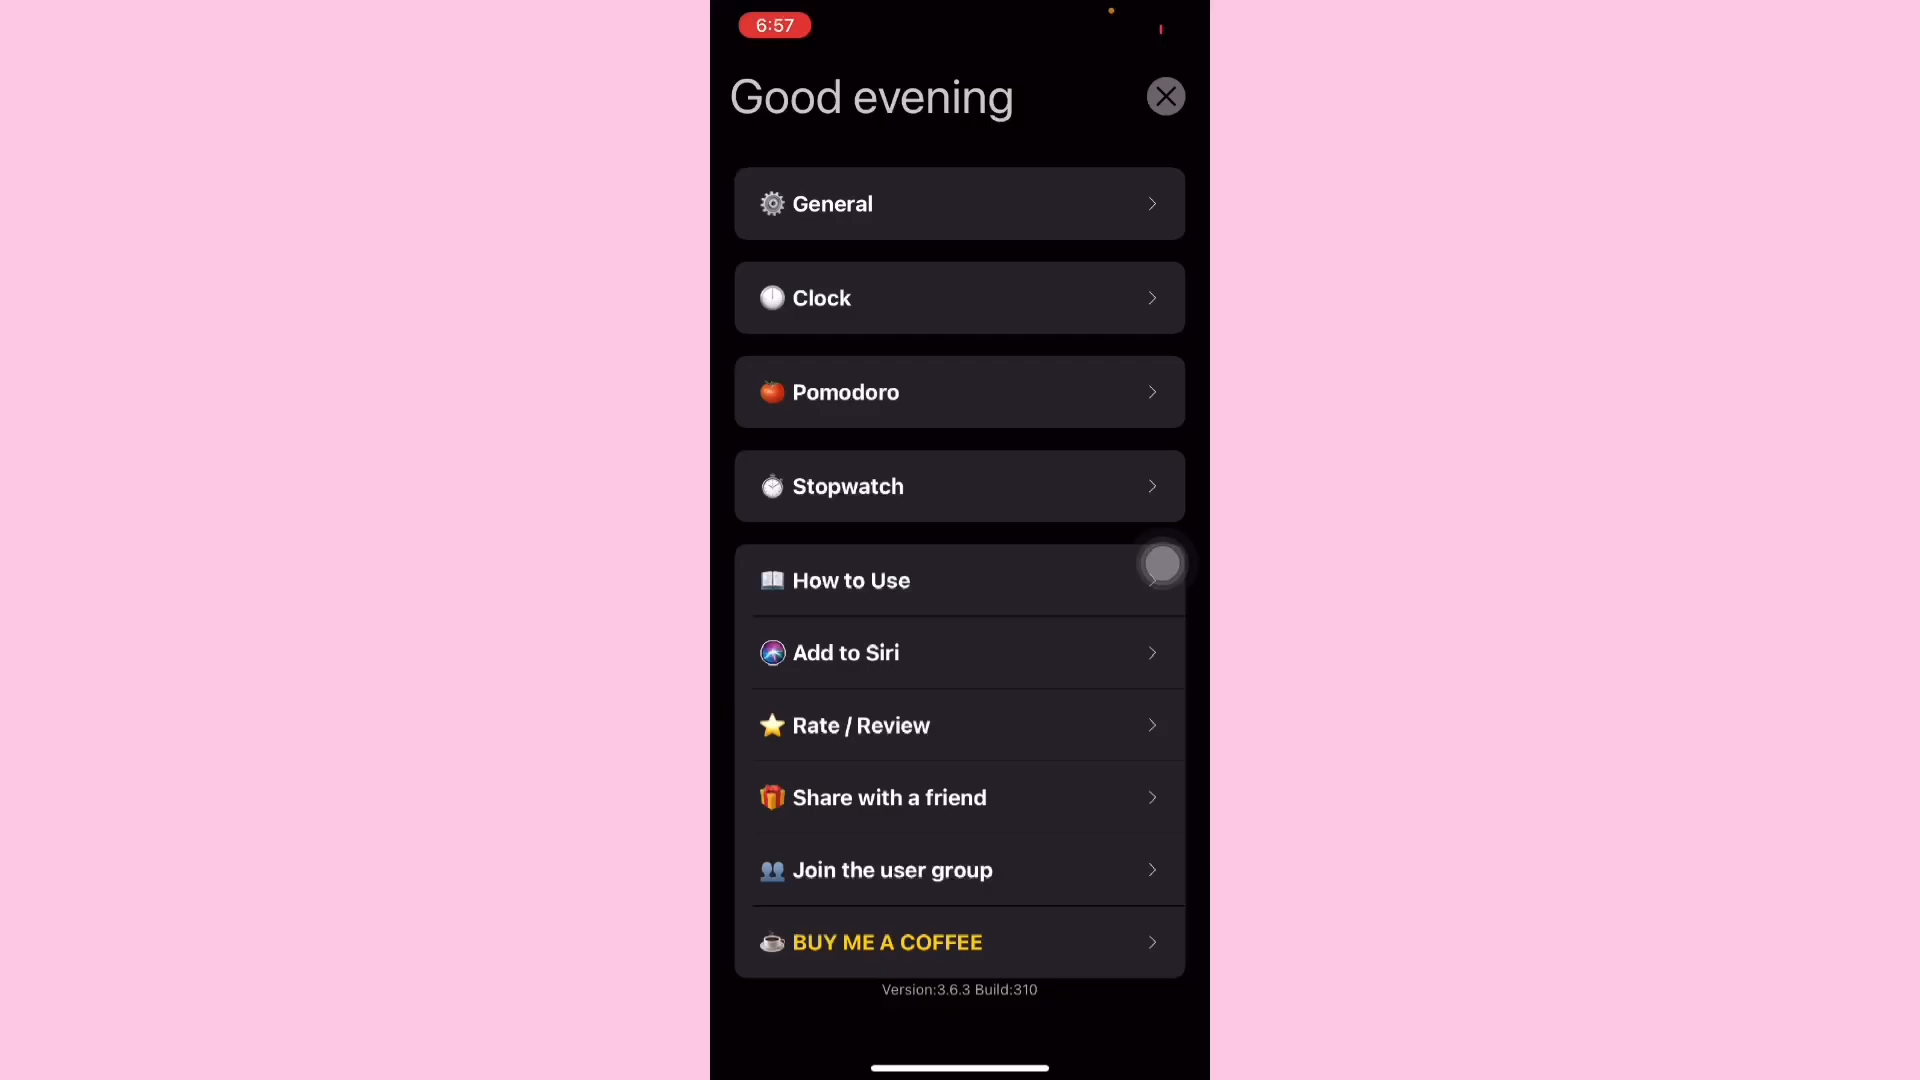 6:57
Good evening
General
Clock
Pomodoro
Stopwatch
How to Use
Add to Siri
Rate / Review
Share with a friend
Join the user group
BUY ME A COFFEE
Version:3.6.3 Build:310